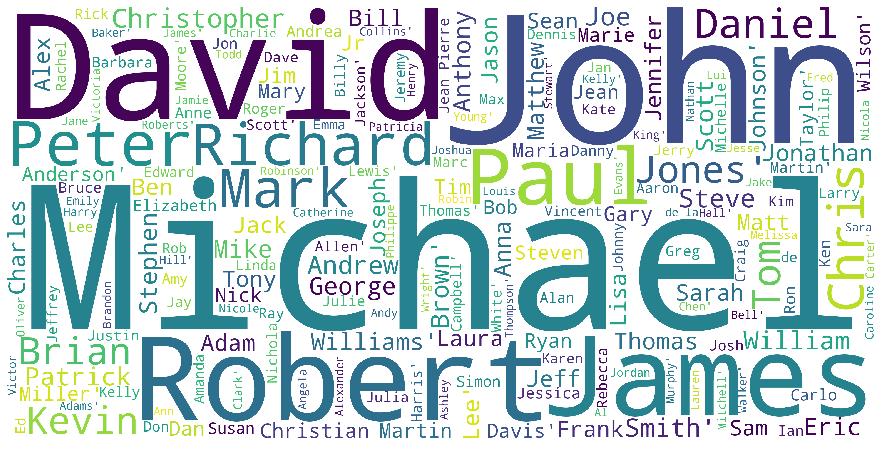 Rick
Christopher
Baker'
James'
Charlie
Andrea
Collins'
Bill
Sean
Joe
Daniel
David
John
Alex
Rachel
Barbara
Victoria
Moore'
Jon
Todd
Dave
Jim
Jr
Billy
Jeremy
Henry
Jean Pierre
Anthony
Jason
Dennis
Marie
Matthew
Jennifer
Wilson'
Jamie
Mary
Jackson'
Max
Jan
Kelly'
Jean
Stewart'
Kate
Scott
Nathan
Michelle
Johnson'
Taylor'
Philip
Fred
Nicola
Jane
Anne
Roger
Roberts'
Scott'
Emma
Patricia
Young'
King'
Peter
Richard
Joshua
Marc
Maria
Danny
Jerry
Jesse
Jonathan
Anderson'
Edward
Robinson'
Lewis'
Paul
Jones'
Aaron
Evans'
Martin'
Jake
Larry
Bruce
Emily
Harry
Ben
Elizabeth
Mark
Catherine
Joseph
Philippe
Tim
Robin
Louis
Bob
Thomas'
Vincent
Gary
Steve
de la
Hall'
Kim
Chris
Sara
Carter'
Charles
Lee
Michael
Stephen
Rob
Hill'
Jack
Mike
Linda
Allen'
Andrew
George
Julie
Brown'
Campbell'
Wright'
White'
Anna
Thompson'
Steven
Johnny
Lisa
Greg
Craig
Matt
Melissa
Tom
de
Ron
Ken
Sarah
Alan
Chen'
Bell'
Caroline
Oliver
Jeffrey
Brandon
Amy
Jay
Tony
Nick
Nicole
Ray
Andy
Justin
Adam
Nichola
Williams'
Laura
Ryan
Thomas
Josh
William
Victor
Brian
Patrick
Miller'
Kelly
Adams'
Amanda
Clark'
Robert
Angela
Alexander
Julia
Harris'
Ashley
Simon
Lee'
Jeff
Karen
Jessica
Rebecca
Jordan
Al
Murphy'
Lauren
Mitchell'
Walker'
James
Carlo
Ed
Kevin
Don
Ann
Dan
Susan
Christian
Martin
Davis'
Frank
Smith'
Sam
Ian
Eric